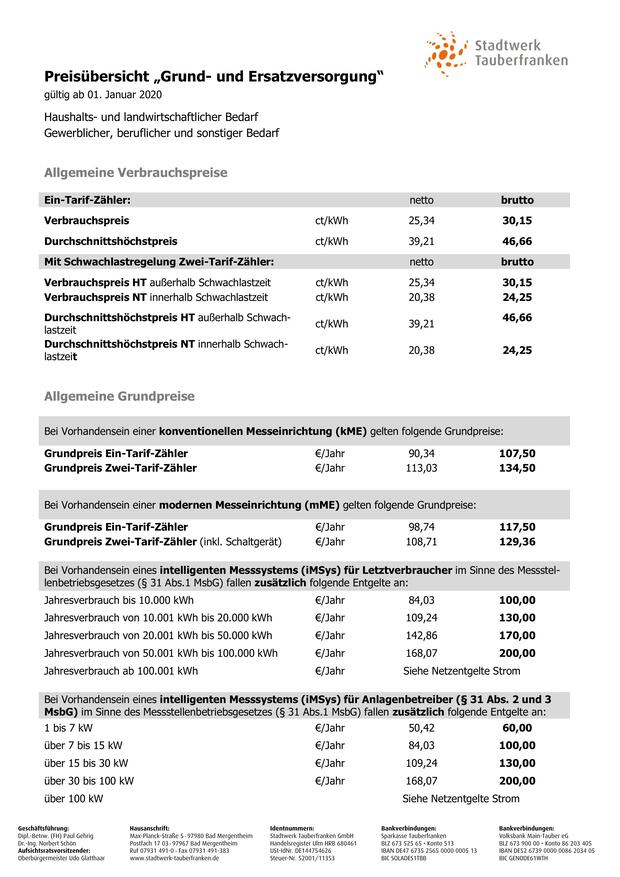 Stadtwerk
Tauberfranken
Preisübersicht „Grund- und Ersatzversorgung“
gültig ab 01. Januar 2020
Haushalts- und landwirtschaftlicher Bedarf
Gewerblicher, beruflicher und sonstiger Bedarf
Allgemeine Verbrauchspreise
Ein-Tarif-Zähler: netto brutto
Verbrauchspreis ct/kWh 25,34 30,15
Durchschnittshöchstpreis ct/kWh 39,21 46,66
Mit Schwachlastregelung Zwei-Tarif-Zähler: netto brutto
Verbrauchspreis HT außerhalb Schwachlastzeit ct/kWh 25,34 30,15
Verbrauchspreis NT innerhalb Schwachlastzeit ct/kWh 20,38 24,25
Durchschnittshöchstpreis HT außerhalb Schwach-
lastzeit ct/kWh 39,21 46,66
Durchschnittshöchstpreis NT innerhalb Schwach-
lastzeit ct/kWh 20,38 24,25
Allgemeine Grundpreise
Bei Vorhandensein einer konventionellen Messeinrichtung (kME) gelten folgende Grundpreise:
Grundpreis Ein-Tarif-Zähler €/Jahr 90,34 107,50
Grundpreis Zwei-Tarif-Zähler €/Jahr 113,03 134,50
Bei Vorhandensein einer modernen Messeinrichtung (mME) gelten folgende Grundpreise:
Grundpreis Ein-Tarif-Zähler €/Jahr 98,74 117,50
Grundpreis Zwei-Tarif-Zähler (inkl. Schaltgerät) €/Jahr 108,71 129,36
Bei Vorhandensein eines intelligenten Messsystems (iMSys) für Letztverbraucher im Sinne des Messstel-
lenbetriebsgesetzes (§ 31 Abs.1 MsbG) fallen zusätzlich folgende Entgelte an:
Jahresverbrauch bis 10.000 kWh €/Jahr 84,03 100,00
Jahresverbrauch von 10.001 kWh bis 20.000 kWh €/Jahr 109,24 130,00
Jahresverbrauch von 20.001 kWh bis 50.000 kWh €/Jahr 142,86 170,00
Jahresverbrauch von 50.001 kWh bis 100.000 kWh €/Jahr 168,07 200,00
Jahresverbrauch ab 100.001 kWh €/Jahr Siehe Netzentgelte Strom
Bei Vorhandensein eines intelligenten Messsystems (iMSys) für Anlagenbetreiber (§ 31 Abs. 2 und 3
MsbG) im Sinne des Messstellenbetriebsgesetzes (§ 31 Abs.1 MsbG) fallen zusätzlich folgende Entgelte an:
1 bis 7 kW €/Jahr 50,42 60,00
über 7 bis 15 kW €/Jahr 84,03 100,00
über 15 bis 30 kW €/Jahr 109,24 130,00
über 30 bis 100 kW €/Jahr 168,07 200,00
über 100 kW Siehe Netzentgelte Strom
Geschäftsführung:
Dipl.-Betrw. (FH) Paul Gehrig
Dr.-Ing. Norbert Schön
Aufsichtsratsvorsitzender:
Oberbürgermeister Udo Glatthaar
Hausanschrift:
Max-Planck-Straße 5 · 97980 Bad Mergentheim
Postfach 17 03 · 97967 Bad Mergentheim
Ruf 07931 491-0 · Fax 07931 491-383
www.stadtwerk-tauberfranken.de
Identnummern:
Stadtwerk Tauberfranken GmbH
Handelsregister Ulm HRB 680461
USt-IdNr. DE144754626
Steuer-Nr. 52001/11353
Bankverbindungen:
Sparkasse Tauberfranken
BLZ 673 525 65 · Konto 513
IBAN DE47 6735 2565 0000 0005 13
BIC SOLADES1TBB
Bankverbindungen:
Volksbank Main-Tauber eG
BLZ 673 900 00 · Konto 86 203 405
IBAN DE52 6739 0000 0086 2034 05
BIC GENODE61WTH